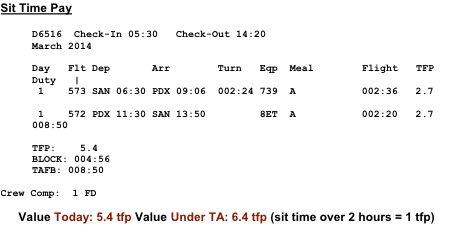 Sit Time Pay
D6516 Check-In 05:30 Check-Out 14:20
March 2014
Day Flt Dep Arr Turn Eqp Meal Flight TFP
Duty |
1 573 SAN 06:30 PDX 09:06 002:24 739 A 002:36 2.7
1 572 PDX 11:30 SAN 13:50 8ET A 002:20 2.7
008:50
TFP: 5.4
BLOCK: 004:56
TAFB: 008:50
Crew Comp: 1 FD
Value Today: 5.4 tfp Value Under TA: 6.4 tfp (sit time over 2 hours = 1 tfp)